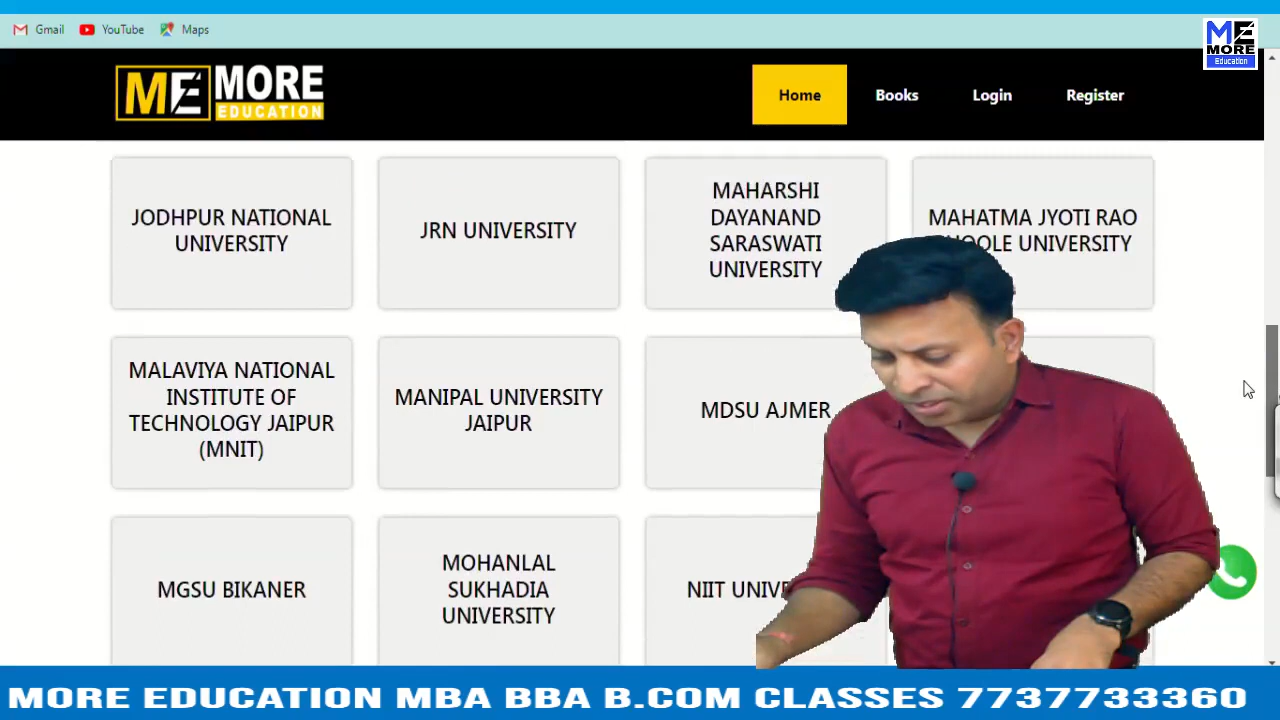 Gmail
YouTube
Maps
ME
MORE
Education
ME MORE
EDUCATION
Home
Books
Login
Register
JODHPUR NATIONAL
UNIVERSITY
JRN UNIVERSITY
MAHARSHI
DAYANAND
SARASWATI
UNIVERSITY
MAHATMA JYOTI RAO
UNIVERSITY
MALAVIYA NATIONAL
INSTITUTE OF
TECHNOLOGY JAIPUR
(MNIT)
MANIPAL UNIVERSITY
JAIPUR
MDSU AJMER
MGSU BIKANER
MOHANLAL
SUKHADIA
UNIVERSITY
NIIT
MORE EDUCATION MBA BBA B.COM CLASSES 7737733360